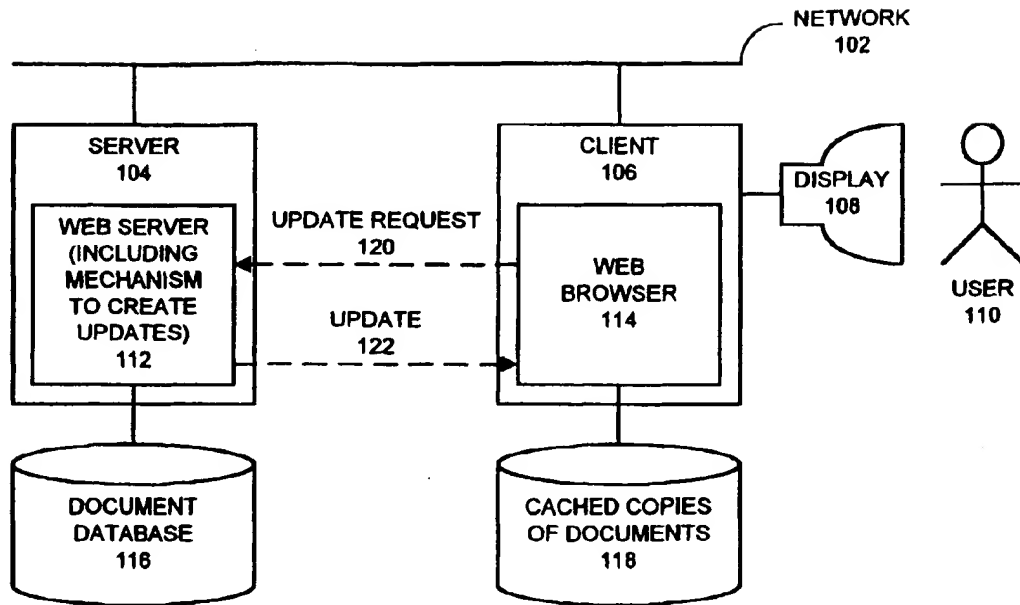 NETWORK
102
SERVER
104
CLIENT
106
DISPLAY
108
WEB SERVER
(INCLUDING
MECHANISM
TO CREATE
UPDATES)
112
UPDATE REQUEST
120
UPDATE
122
WEB
BROWSER
114
USER
110
DOCUMENT
DATABASE
116
CACHED COPIES
OF DOCUMENTS
118